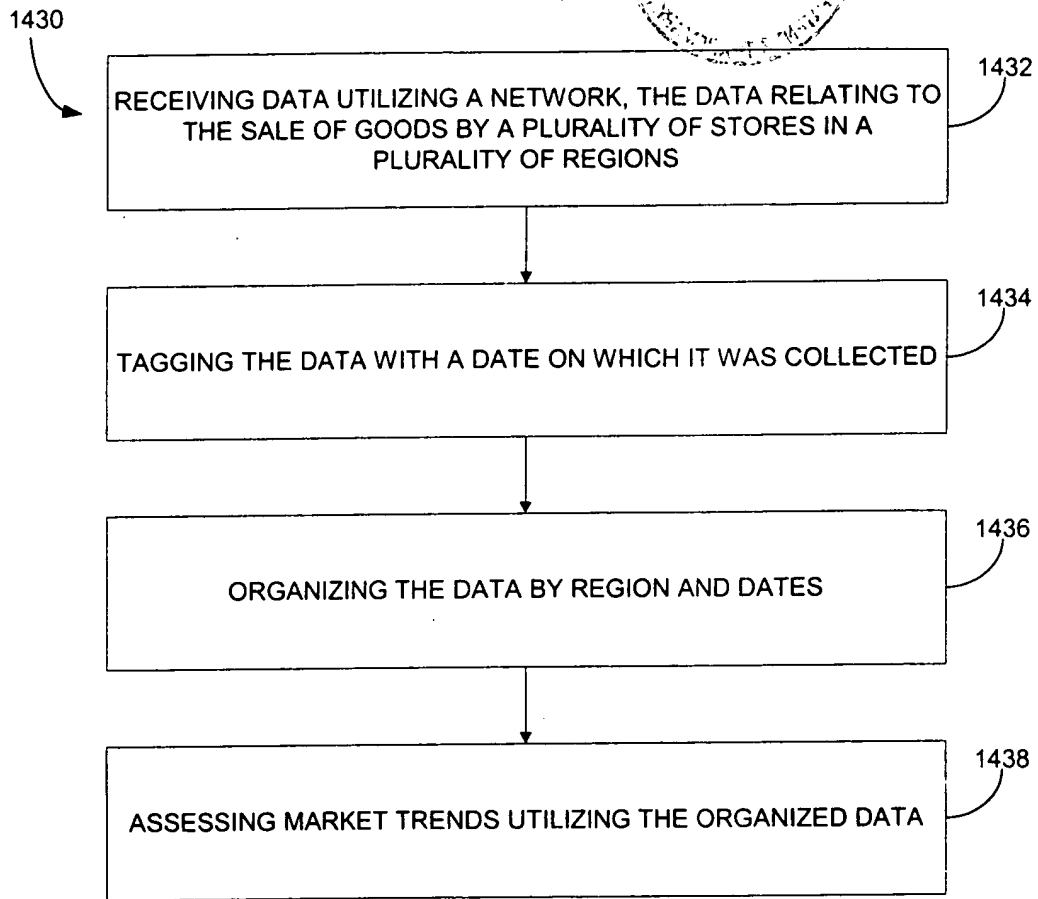 1430
1432
RECEIVING DATA UTILIZING A NETWORK, THE DATA RELATING TO
THE SALE OF GOODS BY A PLURALITY OF STORES IN A
PLURALITY OF REGIONS
1434
TAGGING THE DATA WITH A DATE ON WHICH IT WAS COLLECTED
1436
ORGANIZING THE DATA BY REGION AND DATES
1438
ASSESSING MARKET TRENDS UTILIZING THE ORGANIZED DATA